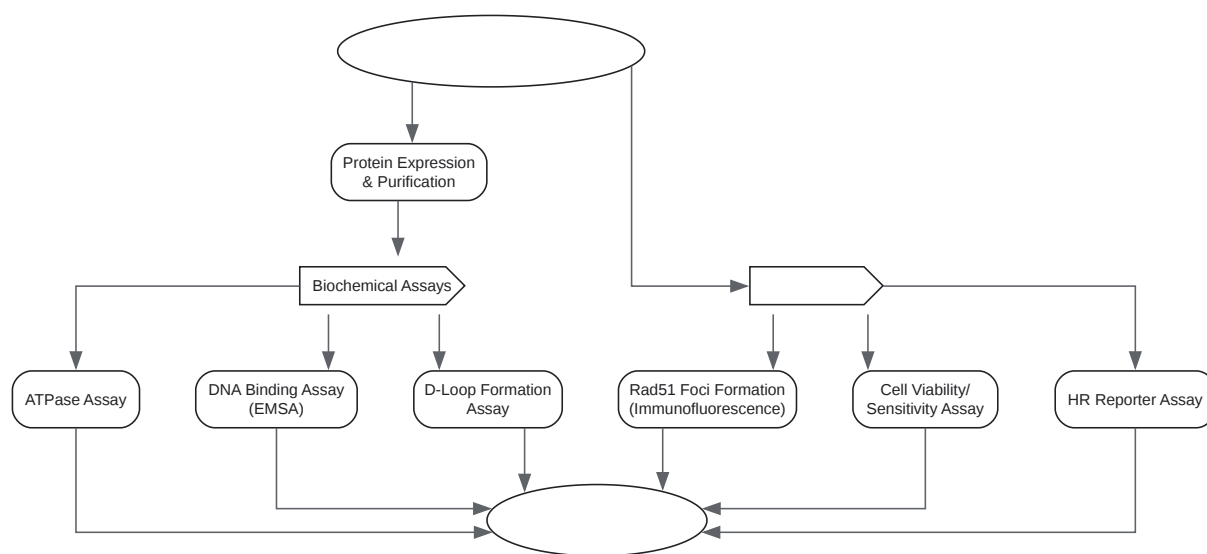 Protein Expression
& Purification
Biochemical Assays
ATPase Assay
DNA Binding Assay
(EMSA)
D-Loop Formation
Assay
Rad51 Foci Formation
(Immunofluorescence)
Cell Viability/
Sensitivity Assay
HR Reporter Assay